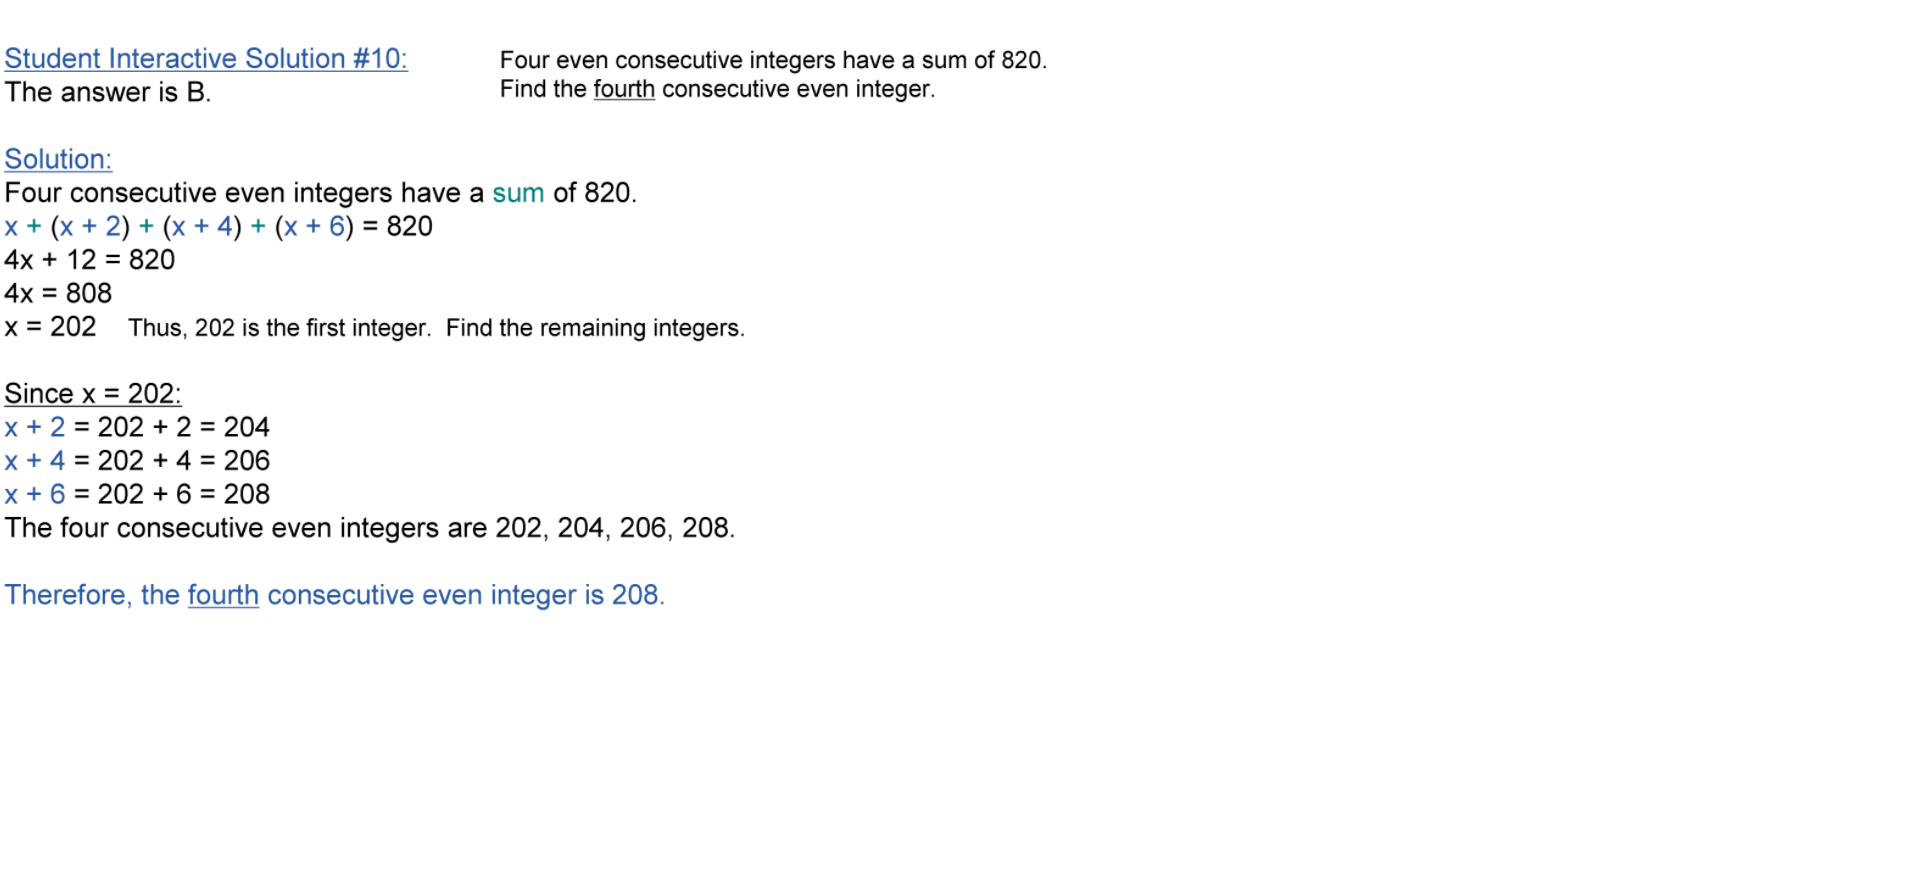 Student Interactive Solution #10:
The answer is B.
Four even consecutive integers have a sum of 820.
Find the fourth consecutive even integer.
Solution:
Four consecutive even integers have a sum of 820.
x + (x + 2) + (x + 4) + (x + 6) = 820
4x + 12 = 820
4x = 808
x = 202 Thus, 202 is the first integer. Find the remaining integers.
Since x = 202:
x + 2 = 202 + 2 = 204
x + 4 = 202 + 4 = 206
x + 6 = 202 + 6 = 208
The four consecutive even integers are 202, 204, 206, 208.
Therefore, the fourth consecutive even integer is 208.